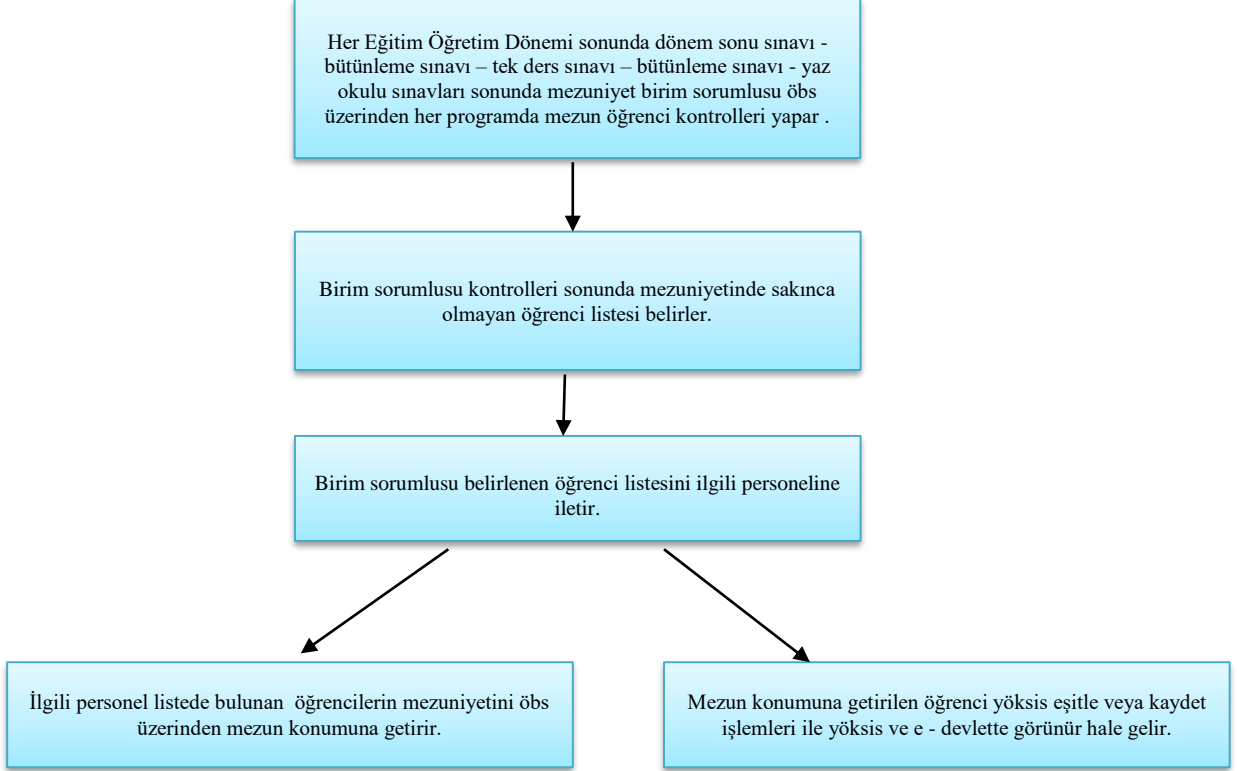 Her Eğitim Öğretim Dönemi sonunda dönem sonu sınavı -
bütünleme sınavı – tek ders sınavı – bütünleme sınavı - yaz
okulu sınavları sonunda mezuniyet birim sorumlusu öbs
üzerinden her programda mezun öğrenci kontrolleri yapar .
Birim sorumlusu kontrolleri sonunda mezuniyetinde sakınca
olmayan öğrenci listesi belirler.
Birim sorumlusu belirlenen öğrenci listesini ilgili personeline
iletir.
İlgili personel listede bulunan  öğrencilerin mezuniyetini öbs
üzerinden mezun konumuna getirir.
Mezun konumuna getirilen öğrenci yöksis eşitle veya kaydet
işlemleri ile yöksis ve e - devlette görünür hale gelir.